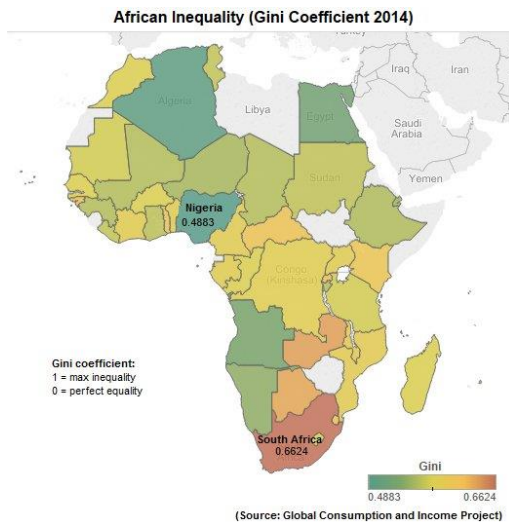 African Inequality (Gini Coefficient 2014)
Iraq
Iran
Algeria
Libya
Egypt
Saudi
Arabia
Sudan
Yemen
Nigeria
0.4883
Congo
(Kinshasa)
Gini coefficient:
1 = max inequality
0 = perfect equality
South Africa
0.6624
Gini
0.4883
0.6624
(Source: Global Consumption and Income Project)